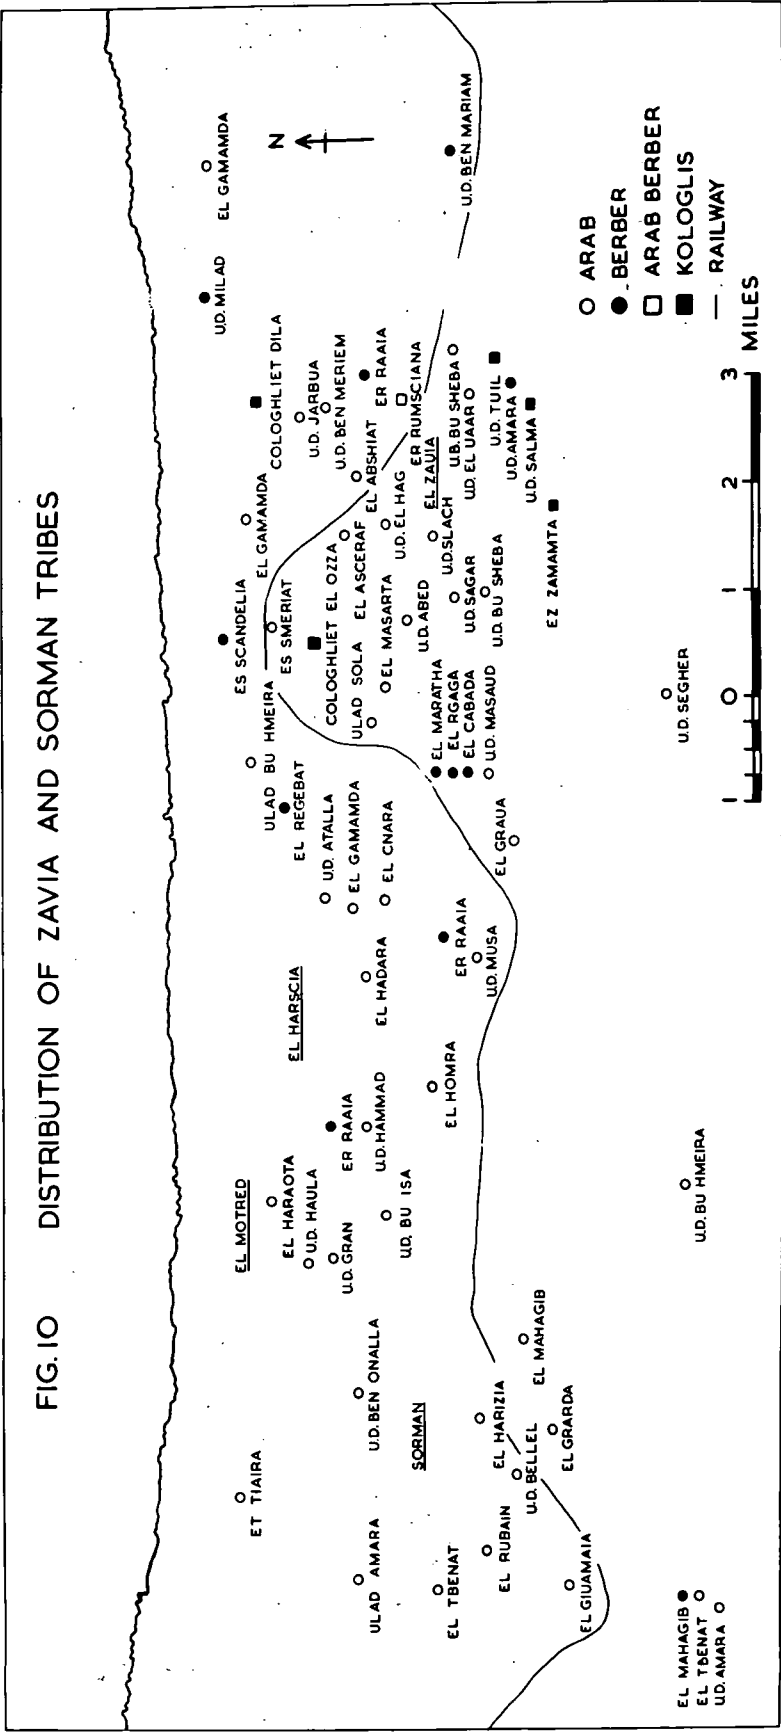 FIG. 10 DISTRIBUTION OF ZAVIA AND SORMAN TRIBES
ET TIAIRA
ULAD AMARA
EL TBENAT
EL RUBAIN
EL GIUAMAIA
EL MAHAGIB
EL TBENAT
U.D. AMARA
U.D. BEN ONALLA
SORMAN
EL HARIZIA
U.D. BELLEL
EL GRARDA
EL MAHAGIB
EL MOTRED
EL HARAOTA
U.D. HAULA
U.D. GRAN
ER RAAIA
U.D. HAMMAD
U.D. BU ISA
EL HOMRA
U.D. BU HMEIRA
EL HARSCIA
EL HADARA
ER RAAIA
U.D. MUSA
EL GRAUA
ULAD BU HMEIRA
EL REGEBAT
U.D. ATALLA
EL GAMAMDA
EL CNARA
ES SCANDELIA
ES SMERIAT
COLOGHLIET EL OZZA
ULAD SOLA
EL MASARTA
EL MARATHA
EL RGAGA
EL CABADA
U.D. MASAUD
U.D. SEGHER
EL GAMAMDA
EL ASCERAF
U.D. EL HAG
U.D. ABED
U.D. SLACH
U.D. SAGAR
U.D. BU SHEBA
EZ ZAMAMTA
COLOGHLIET DILA
U.D. JARBUA
U.D. BEN MERIEM
EL ABSHIAT
ER RAAIA
ER RUMSCIANA
EL ZAVIA
U.B. BU SHEBA
U.D. EL UAAR
U.D. TUIL
U.D. AMARA
U.D. SALMA
U.D. MILAD
EL GAMAMDA
N
U.D. BEN MARIAM
ARAB
BERBER
ARAB BERBER
KOLOGLIS
RAILWAY
1 0 1 2 3 MILES